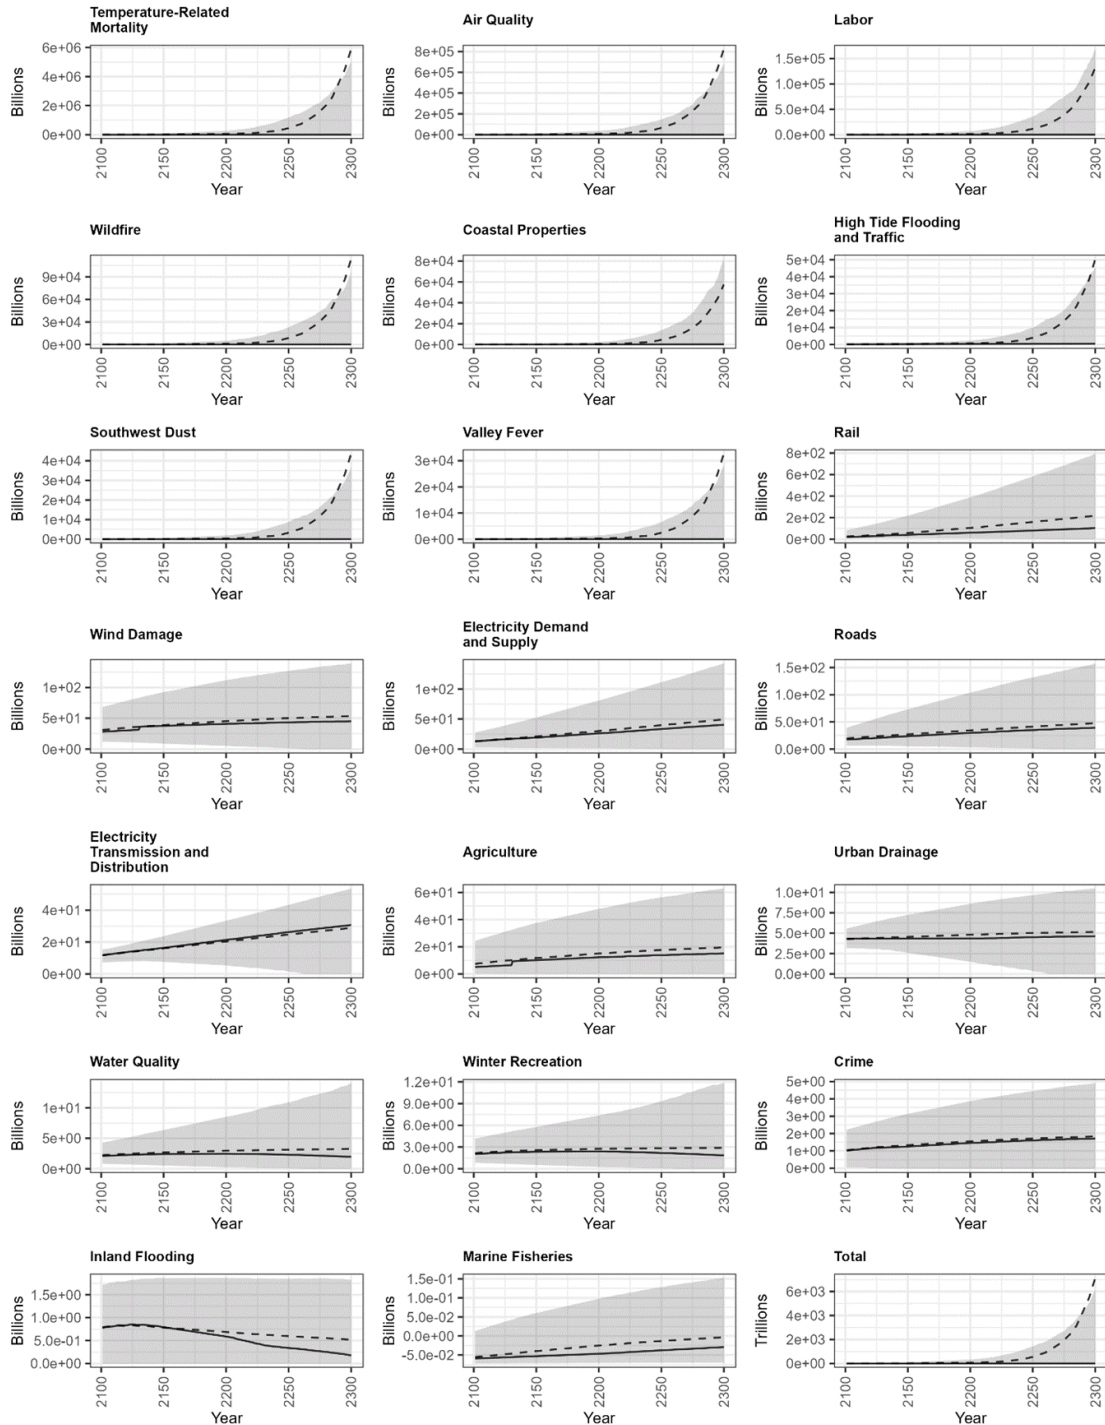 Temperature-Related
Mortality
Billions
6e+06
4e+06
2e+06
0e+00
2100
2150
2200
2250
2300
Year
Air Quality
Billions
8e+05
6e+05
4e+05
2e+05
0e+00
2100
2150
2200
2250
2300
Year
Labor
Billions
1.5e+05
1.0e+05
5.0e+04
0.0e+00
2100
2150
2200
2250
2300
Year
Wildfire
Billions
9e+04
6e+04
3e+04
0e+00
2100
2150
2200
2250
2300
Year
Coastal Properties
Billions
8e+04
6e+04
4e+04
2e+04
0e+00
2100
2150
2200
2250
2300
Year
High Tide Flooding
and Traffic
Billions
5e+04
4e+04
3e+04
2e+04
1e+04
0e+00
2100
2150
2200
2250
2300
Year
Southwest Dust
Billions
4e+04
3e+04
2e+04
1e+04
0e+00
2100
2150
2200
2250
2300
Year
Valley Fever
Billions
3e+04
2e+04
1e+04
0e+00
2100
2150
2200
2250
2300
Year
Rail
Billions
8e+02
6e+02
4e+02
2e+02
0e+00
2100
2150
2200
2250
2300
Year
Wind Damage
Billions
1e+02
5e+01
0e+00
2100
2150
2200
2250
2300
Year
Electricity Demand
and Supply
Billions
1e+02
5e+01
0e+00
2100
2150
2200
2250
2300
Year
Roads
Billions
1.5e+02
1.0e+02
5.0e+01
0.0e+00
2100
2150
2200
2250
2300
Year
Electricity
Transmission and
Distribution
Billions
4e+01
2e+01
0e+00
2100
2150
2200
2250
2300
Year
Agriculture
Billions
6e+01
4e+01
2e+01
0e+00
2100
2150
2200
2250
2300
Year
Urban Drainage
Billions
1.0e+01
7.5e+00
5.0e+00
2.5e+00
0.0e+00
2100
2150
2200
2250
2300
Year
Water Quality
Billions
1e+01
5e+00
0e+00
2100
2150
2200
2250
2300
Year
Winter Recreation
Billions
1.2e+01
9.0e+00
6.0e+00
3.0e+00
0.0e+00
2100
2150
2200
2250
2300
Year
Crime
Billions
5e+00
4e+00
3e+00
2e+00
1e+00
0e+00
2100
2150
2200
2250
2300
Year
Inland Flooding
Billions
1.5e+00
1.0e+00
5.0e-01
0.0e+00
2100
2150
2200
2250
2300
Year
Marine Fisheries
Billions
1.5e-01
1.0e-01
5.0e-02
0.0e+00
-5.0e-02
2100
2150
2200
2250
2300
Year
Total
Trillions
6e+03
4e+03
2e+03
0e+00
2100
2150
2200
2250
2300
Year